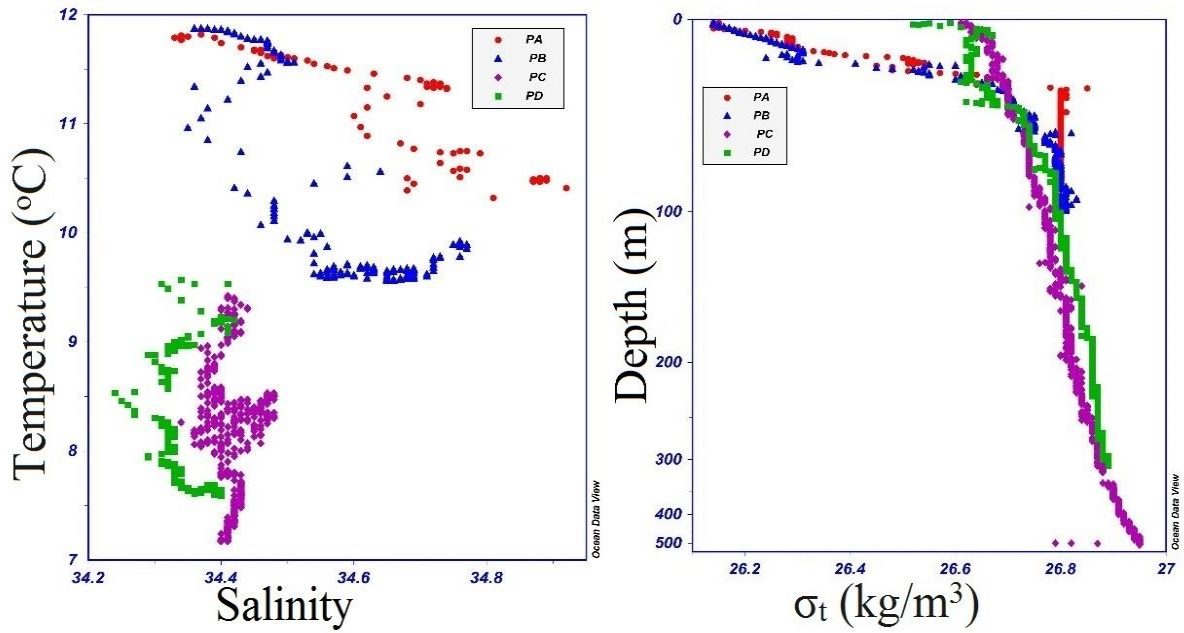 12
11
10
9
8
7
34.2
34.4
34.6
34.8
Temperature (°C)
Salinity
PA
PB
PC
PD
Ocean Data View
0
100
200
300
400
500
26.2
26.4
26.6
26.8
27
Depth (m)
σt (kg/m³)
PA
PB
PC
PD
Ocean Data View